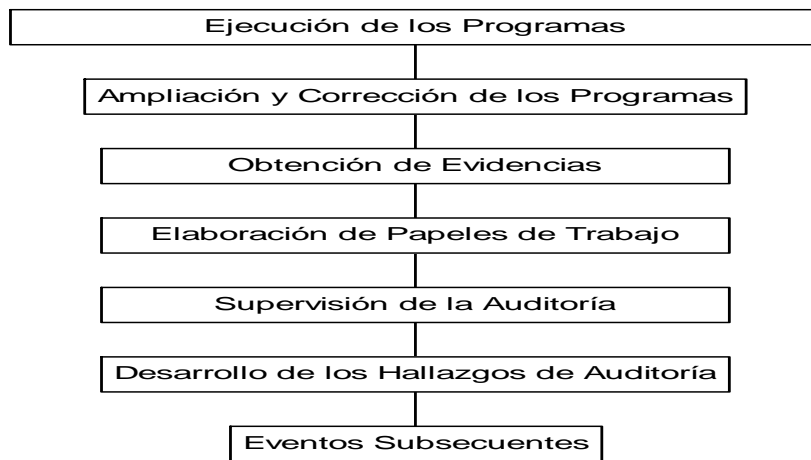 Ejecución de los Programas
Ampliación y Corrección de los Programas
Obtención de Evidencias
Elaboración de Papeles de Trabajo
Supervisión de la Auditoría
Desarrollo de los Hallazgos de Auditoría
Eventos Subsecuentes